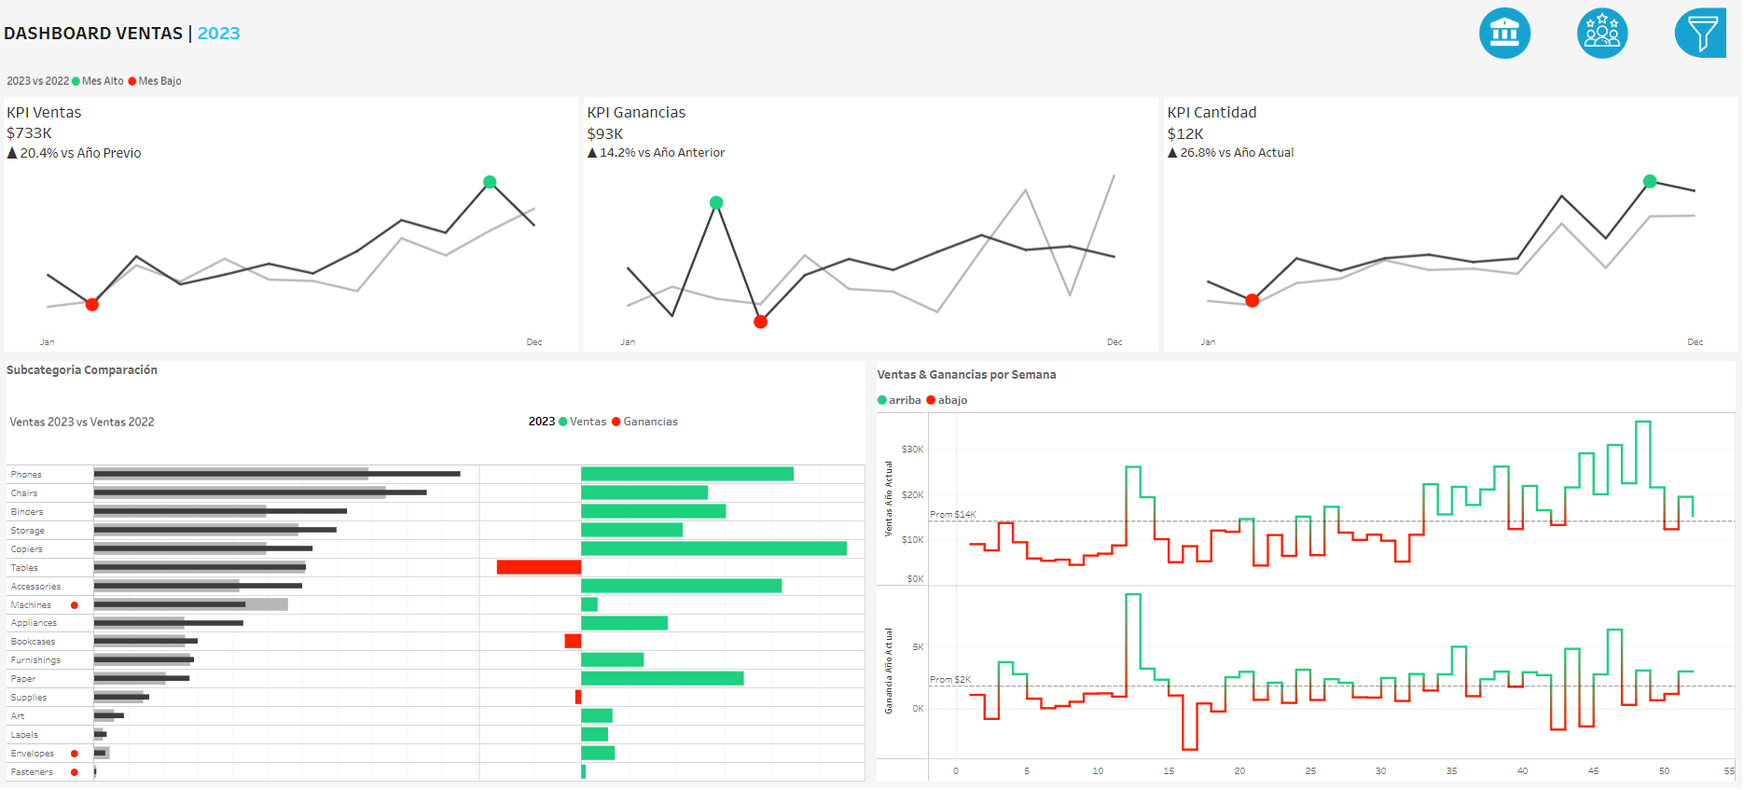 DASHBOARD VENTAS | 2023
2023 vs 2022 Mes Alto Mes Bajo
KPI Ventas
$733K
▲ 20.4% vs Año Previo
Jan Dec
KPI Ganancias
$93K
▲ 14.2% vs Año Anterior
Jan Dec
KPI Cantidad
$12K
▲ 26.8% vs Año Actual
Jan Dec
Subcategoria Comparación
Ventas 2023 vs Ventas 2022
2023 Ventas Ganancias
Phones
Chairs
Binders
Storage
Copiers
Tables
Accessories
Machines
Appliances
Bookcases
Furnishings
Paper
Supplies
Art
Labels
Envelopes
Fasteners
Ventas & Ganancias por Semana
arriba abajo
Ventas Año Actual
$30K
$20K
Prom $14K
$10K
$0K
Ganancia Año Actual
5K
Prom $2K
0K
0 5 10 15 20 25 30 35 40 45 50 55